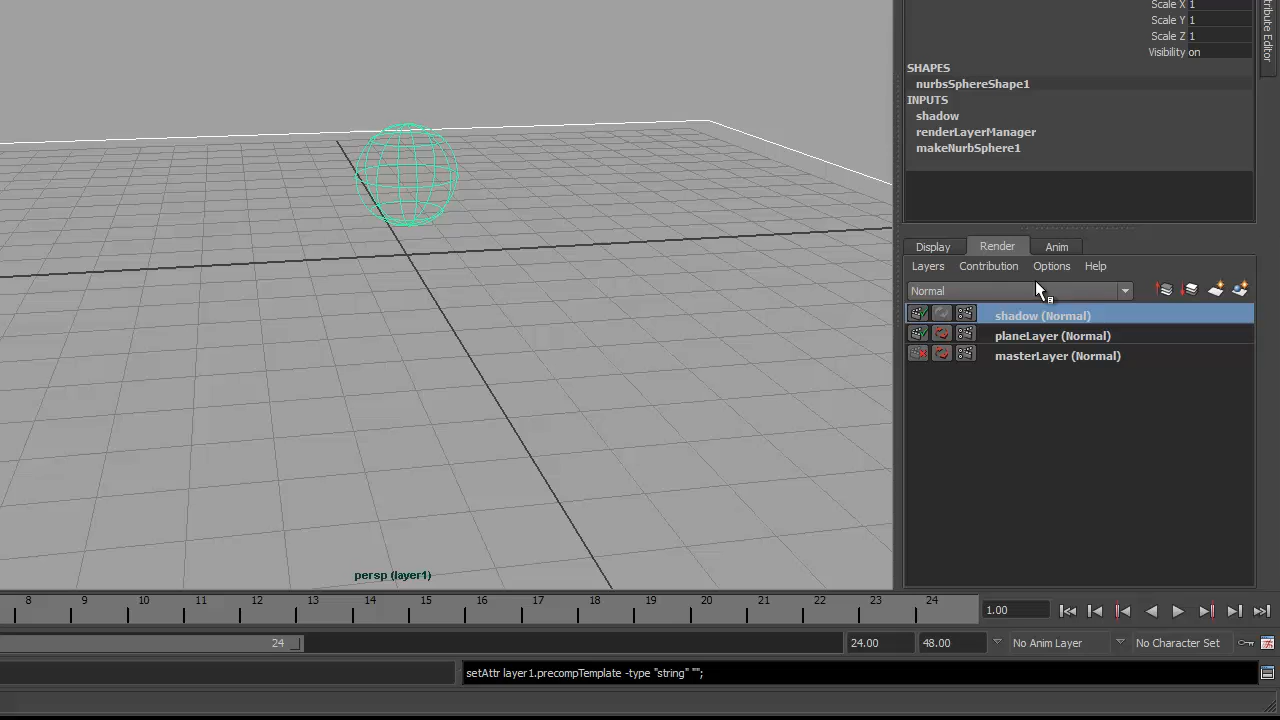 Scale X 1
Scale Y 1
Scale Z 1
Visibility on
SHAPES
nurbsSphereShape1
INPUTS
shadow
renderLayerManager
makeNurbSphere1
Display Render Anim
Layers Contribution Options Help
Normal
shadow (Normal)
planeLayer (Normal)
masterLayer (Normal)
persp (layer1)
8 9 10 11 12 13 14 15 16 17 18 19 20 21 22 23 24
1.00
24
24.00 48.00 No Anim Layer No Character Set
setAttr layer1.precompTemplate -type "string" "";